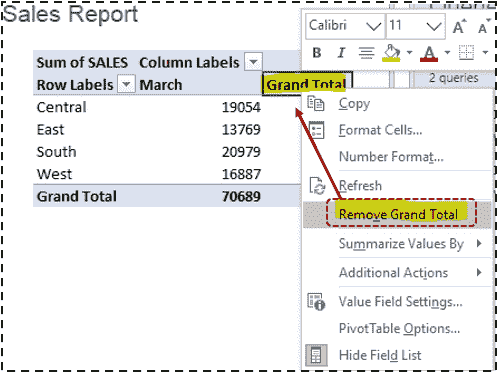 Sales Report
Calibri 11 A A
B I A
2 queries
Sum of SALES Column Labels
Row Labels March Grand Total
Central 19054
East 13769
South 20979
West 16887
Grand Total 70689
Copy
Format Cells...
Number Format...
Refresh
Remove Grand Total
Summarize Values By
Additional Actions
Value Field Settings...
PivotTable Options...
Hide Field List